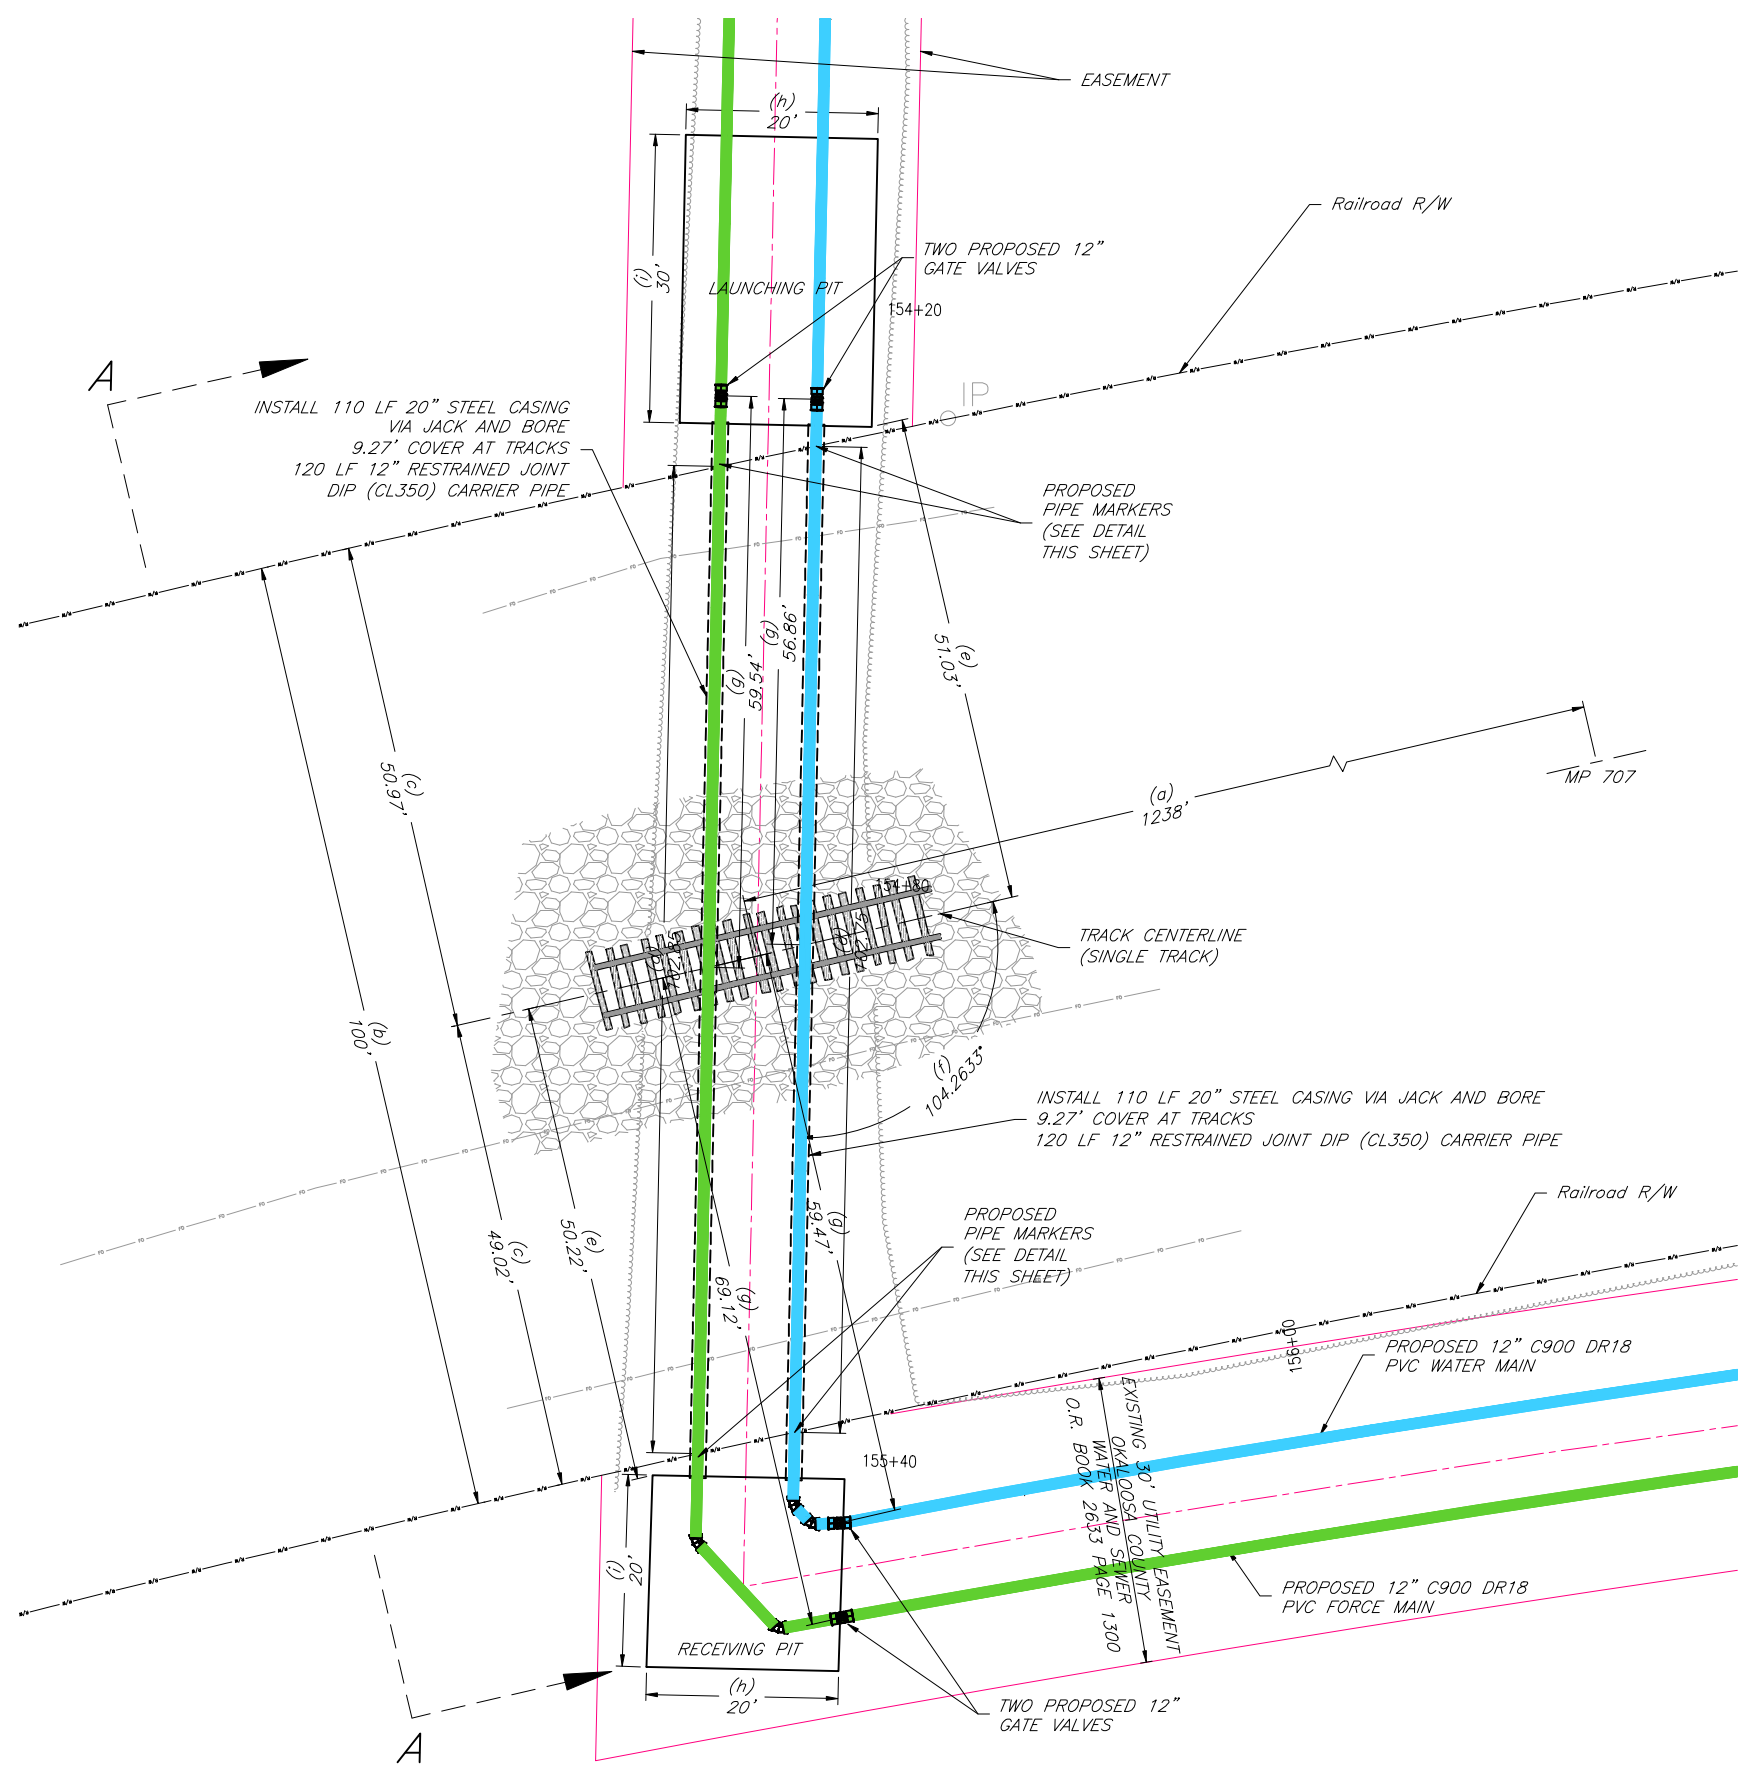 EASEMENT
(h)
20'
Railroad R/W
TWO PROPOSED 12"
GATE VALVES
(i)
30'
LAUNCHING PIT
154+20
A
IP
INSTALL 110 LF 20" STEEL CASING
VIA JACK AND BORE
9.27' COVER AT TRACKS
120 LF 12" RESTRAINED JOINT
DIP (CL350) CARRIER PIPE
PROPOSED
PIPE MARKERS
(SEE DETAIL
THIS SHEET)
(g)
56.86'
(g)
59.54'
(e)
51.03'
(c)
50.97'
MP 707
(a)
1238'
154+80
TRACK CENTERLINE
(SINGLE TRACK)
(b)
100'
(f)
104.2633°
INSTALL 110 LF 20" STEEL CASING VIA JACK AND BORE
9.27' COVER AT TRACKS
120 LF 12" RESTRAINED JOINT DIP (CL350) CARRIER PIPE
Railroad R/W
PROPOSED
PIPE MARKERS
(SEE DETAIL
THIS SHEET)
(g)
59.47'
(c)
49.02'
(e)
50.22'
(g)
69.12'
156+00
PROPOSED 12" C900 DR18
PVC WATER MAIN
155+40
EXISTING 30' UTILITY EASEMENT
OKALOOSA COUNTY
WATER AND SEWER
O.R. BOOK 2633 PAGE 1300
(i)
20'
PROPOSED 12" C900 DR18
PVC FORCE MAIN
RECEIVING PIT
(h)
20'
TWO PROPOSED 12"
GATE VALVES
A